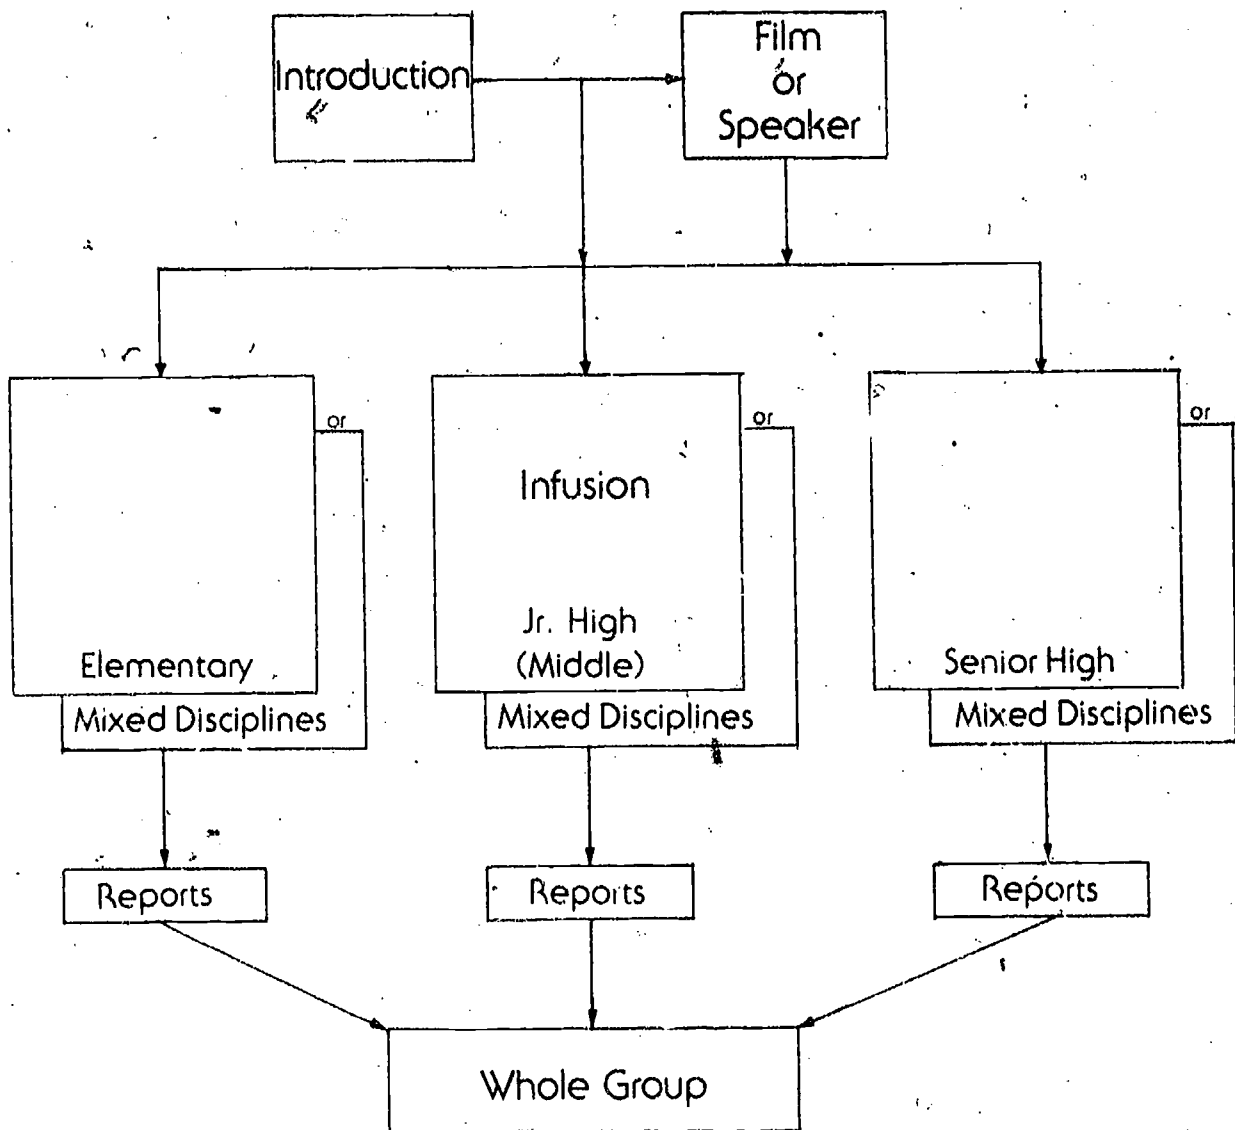 Introduction
Film
or
Speaker
or
or
or
Infusion
Elementary
Jr. High
(Middle)
Senior High
Mixed Disciplines
Mixed Disciplines
Mixed Disciplines
Reports
Reports
Reports
Whole Group